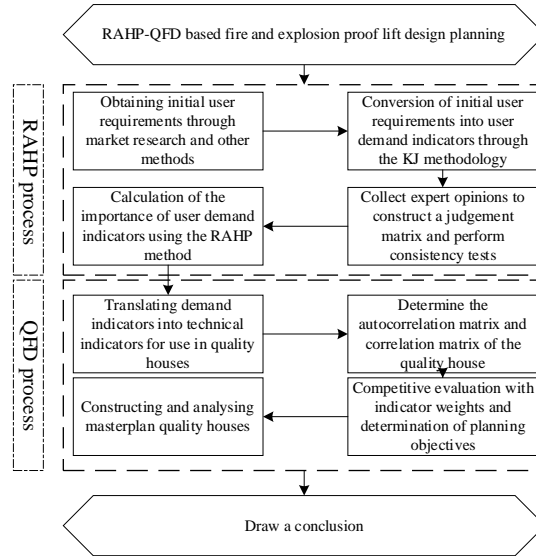 RAHP-QFD based fire and explosion proof lift design planning
RAHP process
Obtaining initial user
requirements through
market research and other
methods
Conversion of initial user
requirements into user
demand indicators through
the KJ methodology
Calculation of the
importance of user demand
indicators using the RAHP
method
Collect expert opinions to
construct a judgement
matrix and perform
consistency tests
QFD process
Translating demand
indicators into technical
indicators for use in quality
houses
Determine the
autocorrelation matrix and
correlation matrix of the
quality house
Constructing and analysing
masterplan quality houses
Competitive evaluation with
indicator weights and
determination of planning
objectives
Draw a conclusion